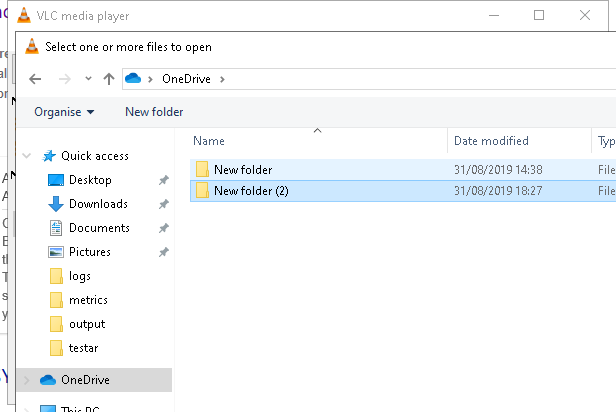 VLC media player
Select one or more files to open
OneDrive
Organise New folder
Name Date modified
Quick access
New folder 31/08/2019 14:38 File
Desktop
New folder (2) 31/08/2019 18:27 File
Downloads
Documents
Pictures
logs
metrics
output
testar
OneDrive
This PC